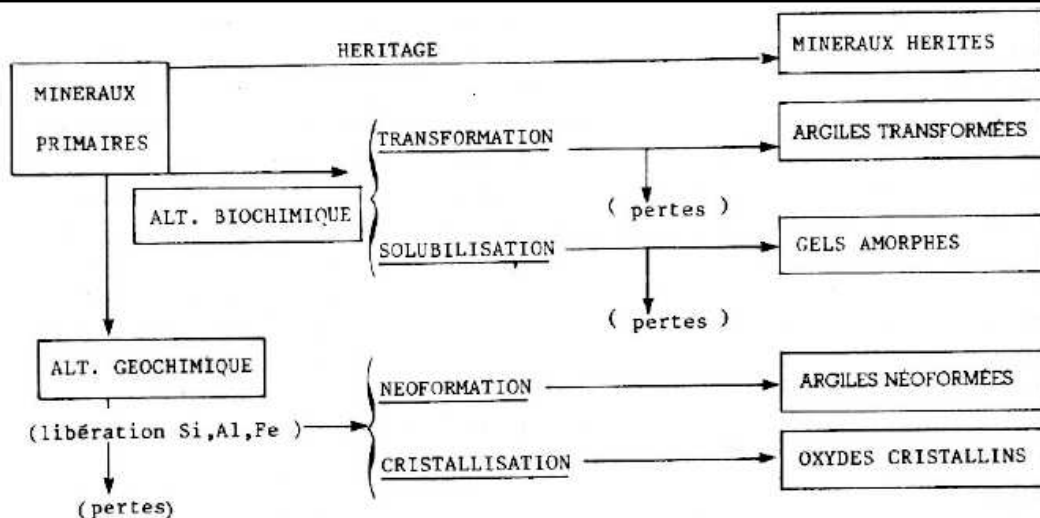 HÉRITAGE
MINERAUX HERITES
MINERAUX
PRIMAIRES
TRANSFORMATION
ARGILES TRANSFORMÉES
ALT. BIOCHIMIQUE
( pertes )
SOLUBILISATION
GELS AMORPHES
( pertes )
ALT. GEOCHIMIQUE
NEOFORMATION
ARGILES NÉOFORMÉES
(libération Si,Al,Fe )
CRISTALLISATION
OXYDES CRISTALLINS
(pertes)